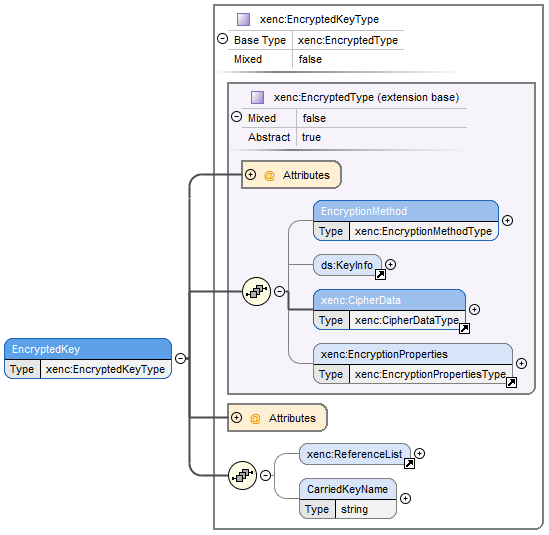 xenc:EncryptedKeyType
Base Type xenc:EncryptedType
Mixed false
xenc:EncryptedType (extension base)
Mixed false
Abstract true
@ Attributes
EncryptionMethod
Type xenc:EncryptionMethodType
ds:KeyInfo
xenc:CipherData
Type xenc:CipherDataType
EncryptedKey
Type xenc:EncryptedKeyType
xenc:EncryptionProperties
Type xenc:EncryptionPropertiesType
@ Attributes
xenc:ReferenceList
CarriedKeyName
Type string